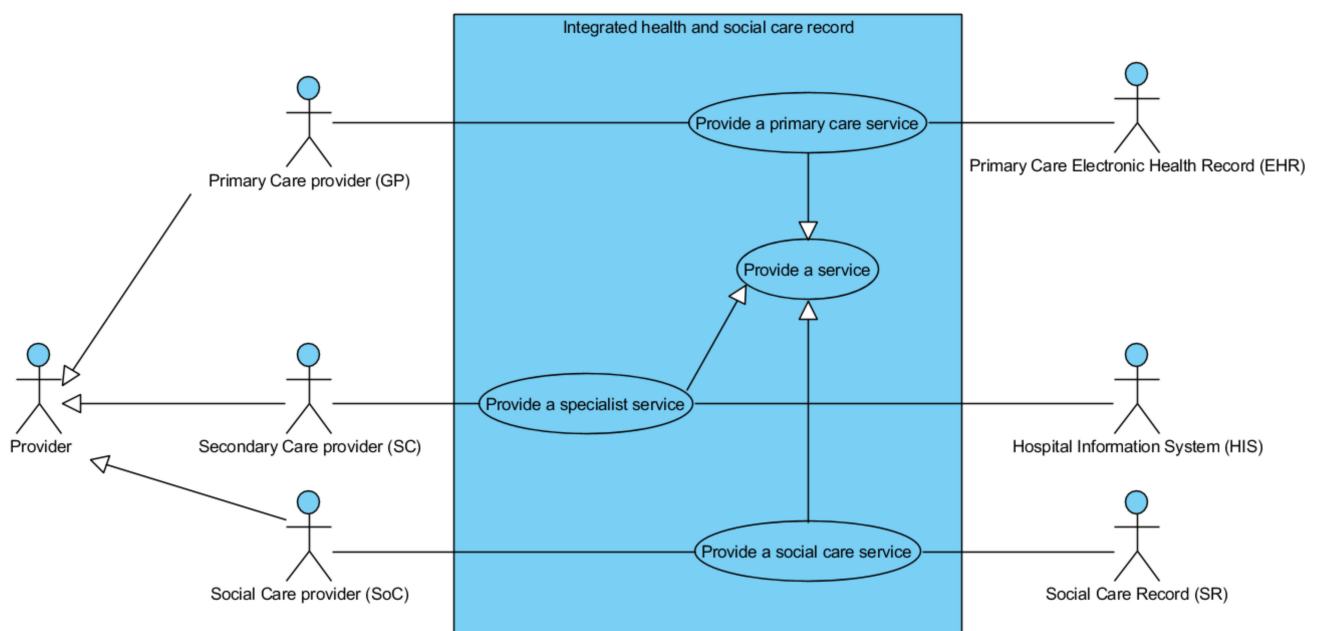 Integrated health and social care record
Provide a primary care service
Primary Care Electronic Health Record (EHR)
Primary Care provider (GP)
Provide a service
Provide a specialist service
Provider
Secondary Care provider (SC)
Hospital Information System (HIS)
Provide a social care service
Social Care provider (SoC)
Social Care Record (SR)